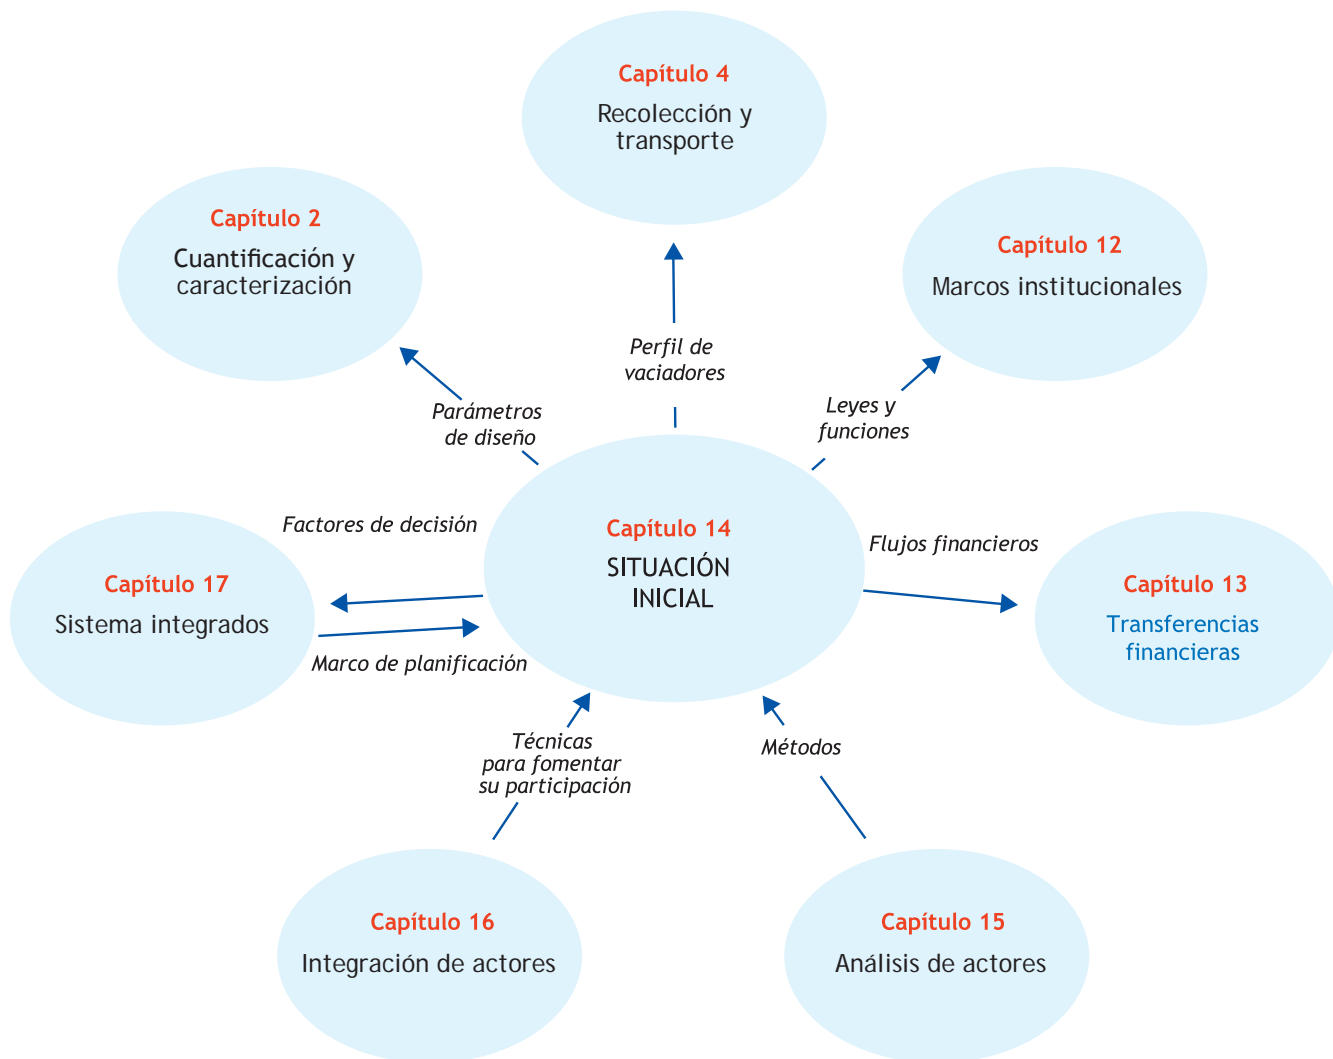 Capítulo 4
Recolección y
transporte
Capítulo 2
Cuantificación y
caracterización
Capítulo 12
Marcos institucionales
Perfil de
vaciadores
Parámetros
de diseño
Leyes y
funciones
Factores de decisión
Capítulo 14
SITUACIÓN
INICIAL
Flujos financieros
Capítulo 17
Sistema integrados
Capítulo 13
Transferencias
financieras
Marco de planificación
Técnicas
para fomentar
su participación
Métodos
Capítulo 16
Integración de actores
Capítulo 15
Análisis de actores